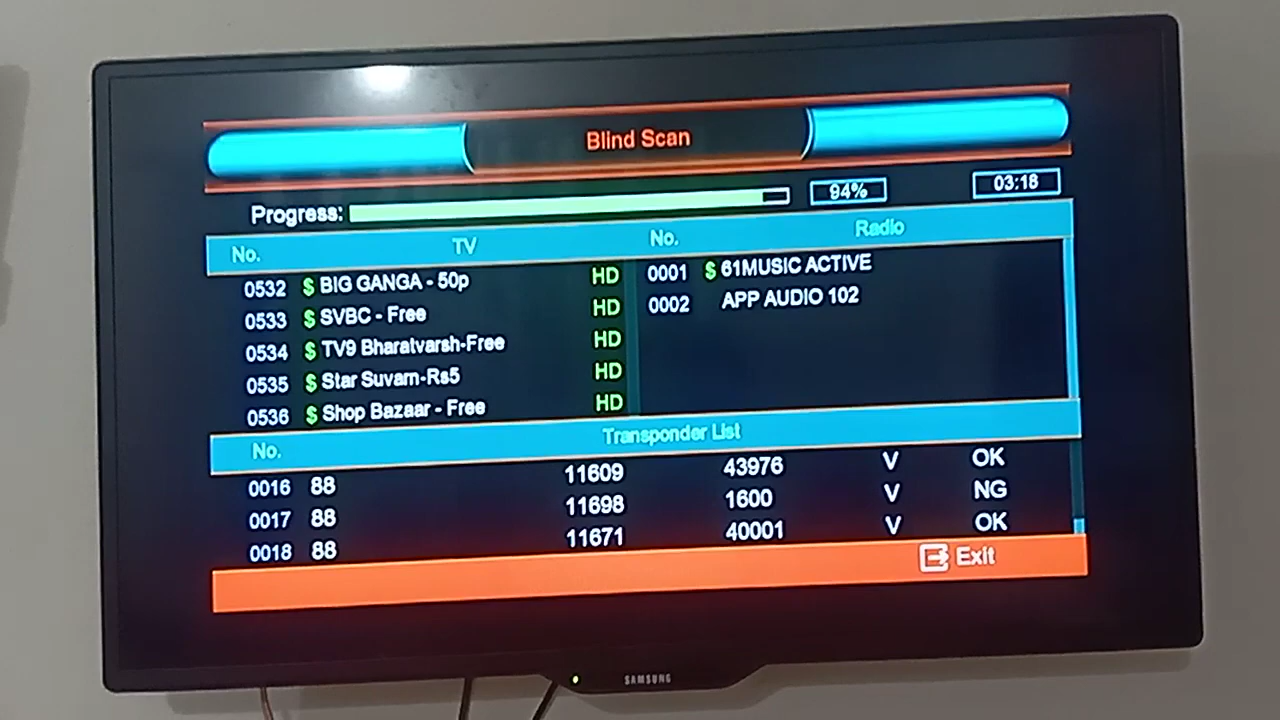 Blind Scan
Progress: 94% 03:18
No. TV No. Radio
0532 $ BIG GANGA - 50p HD 0001 $ 61MUSIC ACTIVE
0533 $ SVBC - Free HD 0002 APP AUDIO 102
0534 $ TV9 Bharatvarsh-Free HD
0535 $ Star Suvarn-Rs5 HD
0536 $ Shop Bazaar - Free HD
No. Transponder List
0016 88 11609 43976 V OK
0017 88 11698 1600 V NG
0018 88 11671 40001 V OK
Exit
SAMSUNG